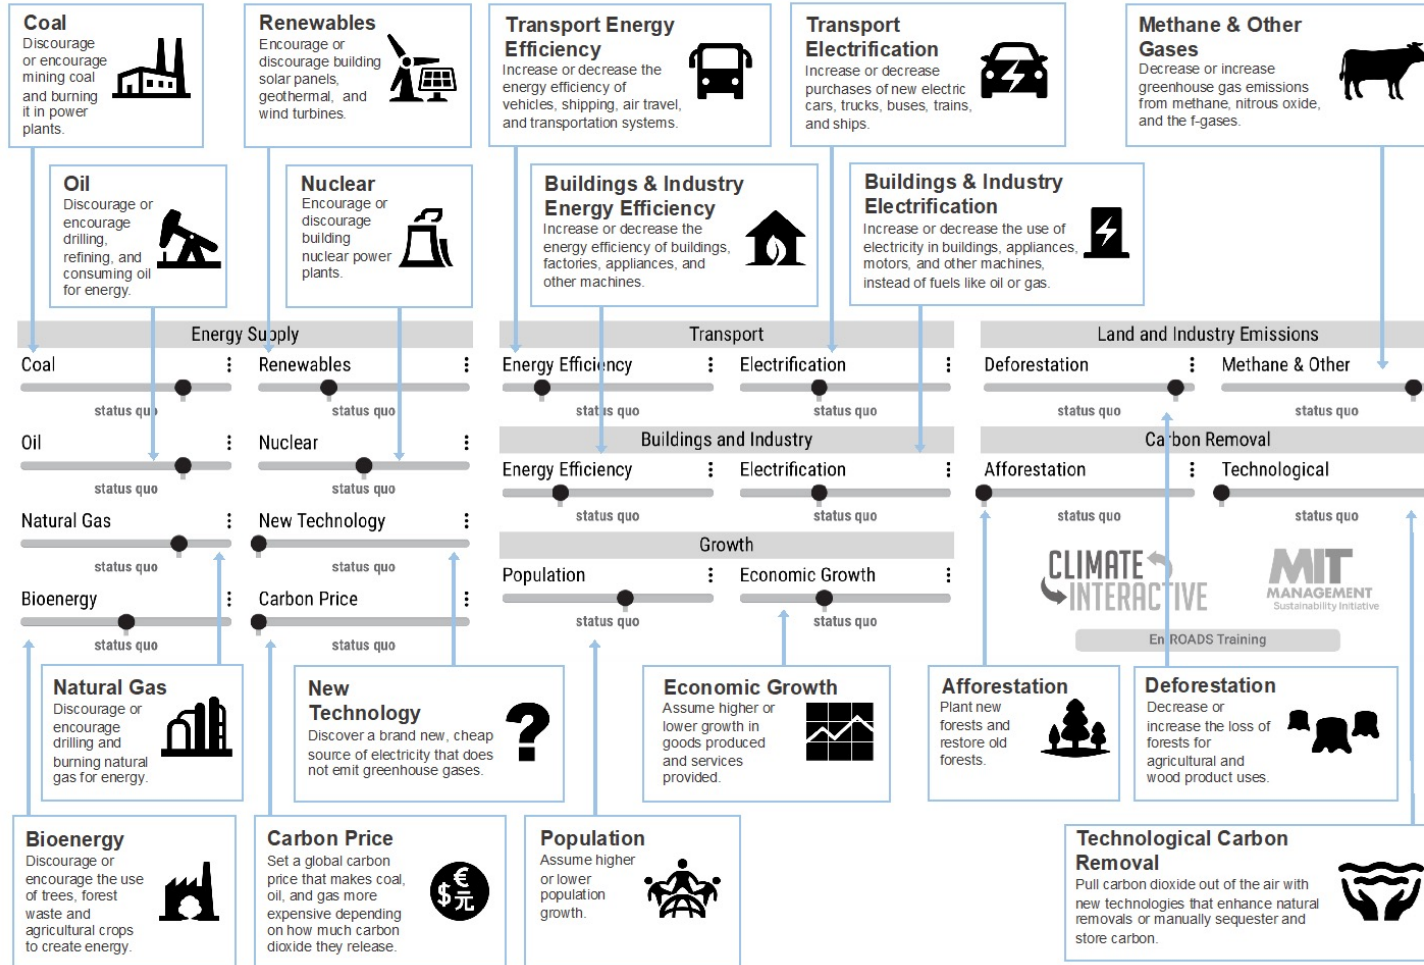 Coal
Discourage
or encourage
mining coal
and burning
it in power
plants.
Renewables
Encourage or
discourage building
solar panels,
geothermal, and
wind turbines.
Transport Energy
Efficiency
Increase or decrease the
energy efficiency of
vehicles, shipping, air travel,
and transportation systems.
Transport
Electrification
Increase or decrease
purchases of new electric
cars, trucks, buses, trains,
and ships.
Methane & Other
Gases
Decrease or increase
greenhouse gas emissions
from methane, nitrous oxide,
and the f-gases.
Oil
Discourage or
encourage
drilling,
refining, and
consuming oil
for energy.
Nuclear
Encourage or
discourage
building
nuclear power
plants.
Buildings & Industry
Energy Efficiency
Increase or decrease the
energy efficiency of buildings,
factories, appliances, and
other machines.
Buildings & Industry
Electrification
Increase or decrease the use of
electricity in buildings, appliances,
motors, and other machines,
instead of fuels like oil or gas.
Energy Supply
Coal
status quo
Renewables
status quo
Oil
status quo
Nuclear
status quo
Natural Gas
status quo
New Technology
status quo
Bioenergy
status quo
Carbon Price
status quo
Transport
Energy Efficiency
status quo
Electrification
status quo
Buildings and Industry
Energy Efficiency
status quo
Electrification
status quo
Growth
Population
status quo
Economic Growth
status quo
Land and Industry Emissions
Deforestation
status quo
Methane & Other
status quo
Carbon Removal
Afforestation
status quo
Technological
status quo
CLIMATE
INTERACTIVE
MIT
MANAGEMENT
Sustainability Initiative
En-ROADS Training
Natural Gas
Discourage or
encourage
drilling and
burning natural
gas for energy.
New
Technology
Discover a brand new, cheap
source of electricity that does
not emit greenhouse gases.
?
Economic Growth
Assume higher or
lower growth in
goods produced
and services
provided.
Afforestation
Plant new
forests and
restore old
forests.
Deforestation
Decrease or
increase the loss of
forests for
agricultural and
wood product uses.
Bioenergy
Discourage or
encourage the use
of trees, forest
waste and
agricultural crops
to create energy.
Carbon Price
Set a global carbon
price that makes coal,
oil, and gas more
expensive depending
on how much carbon
dioxide they release.
€
$元
Population
Assume higher
or lower
population
growth.
Technological Carbon
Removal
Pull carbon dioxide out of the air with
new technologies that enhance natural
removals or manually sequester and
store carbon.